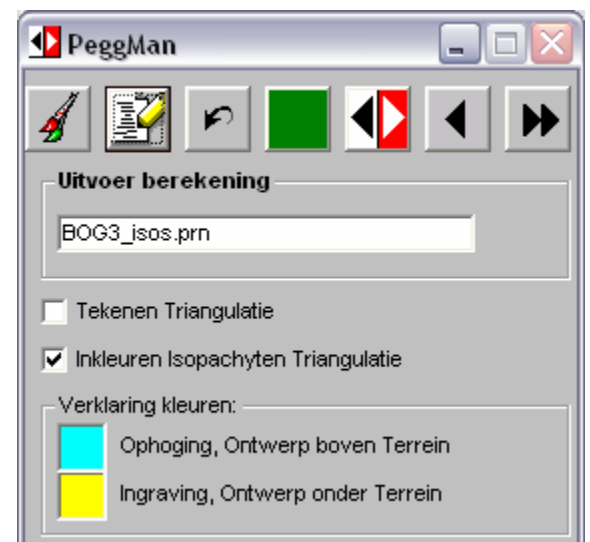 PeggMan
Uitvoer berekening
BOG3_isos.prn
Tekenen Triangulatie
Inkleuren Isopachyten Triangulatie
Verklaring kleuren:
Ophoging, Ontwerp boven Terrein
Ingraving, Ontwerp onder Terrein